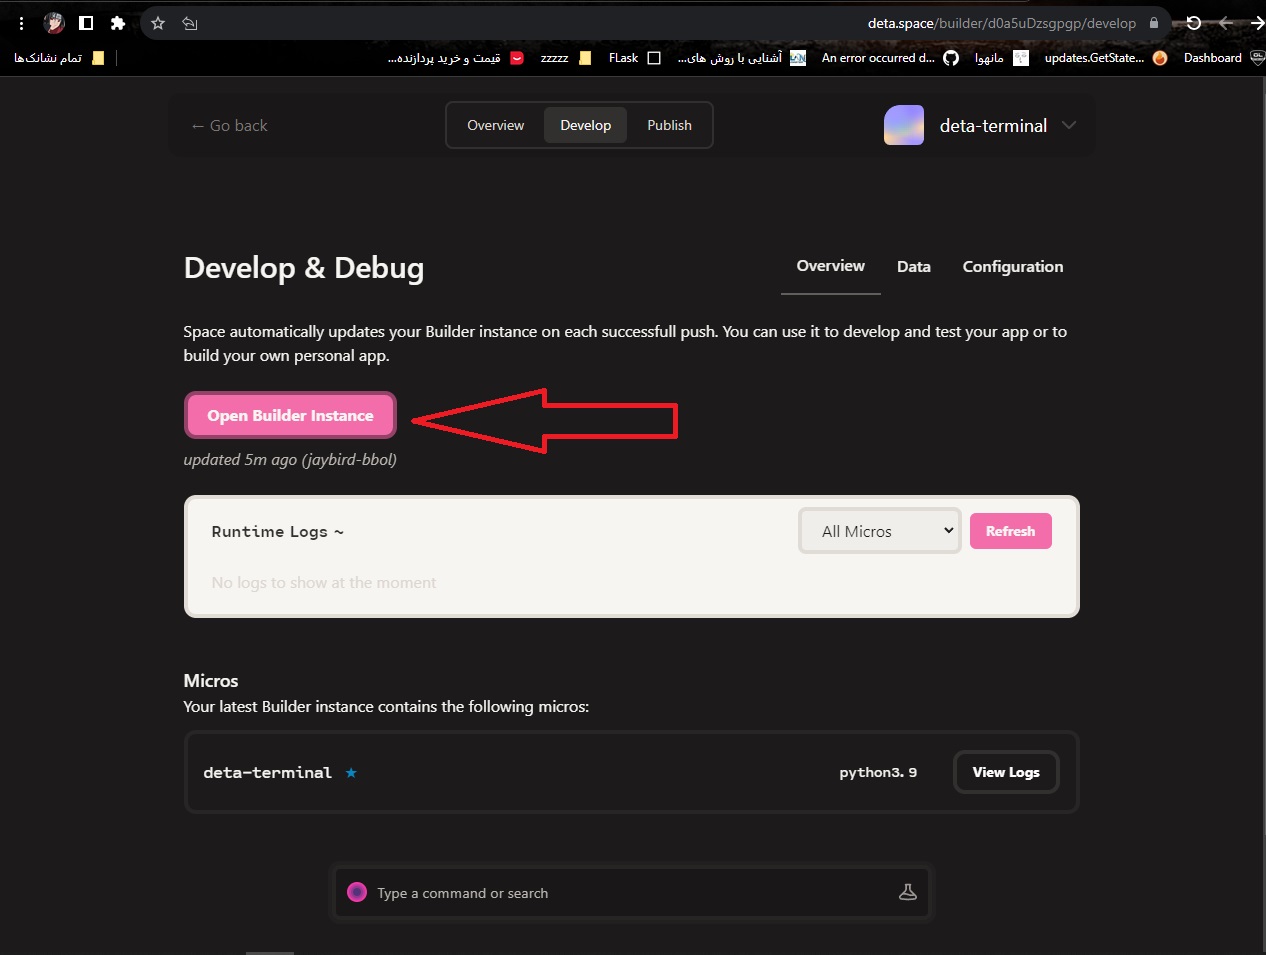 deta.space/builder/d0a5uDzsgpgp/develop
تمام نشانک‌ها
قیمت و خرید پردازنده...
zzzzz
FLask
آشنایی با روش های...
An error occurred d...
مانهوا
updates.GetState...
Dashboard
← Go back
Overview
Develop
Publish
deta-terminal
Develop & Debug
Overview
Data
Configuration
Space automatically updates your Builder instance on each successfull push. You can use it to develop and test your app or to
build your own personal app.
Open Builder Instance
updated 5m ago (jaybird-bbol)
Runtime Logs ~
All Micros
Refresh
No logs to show at the moment
Micros
Your latest Builder instance contains the following micros:
deta-terminal
python3.9
View Logs
Type a command or search